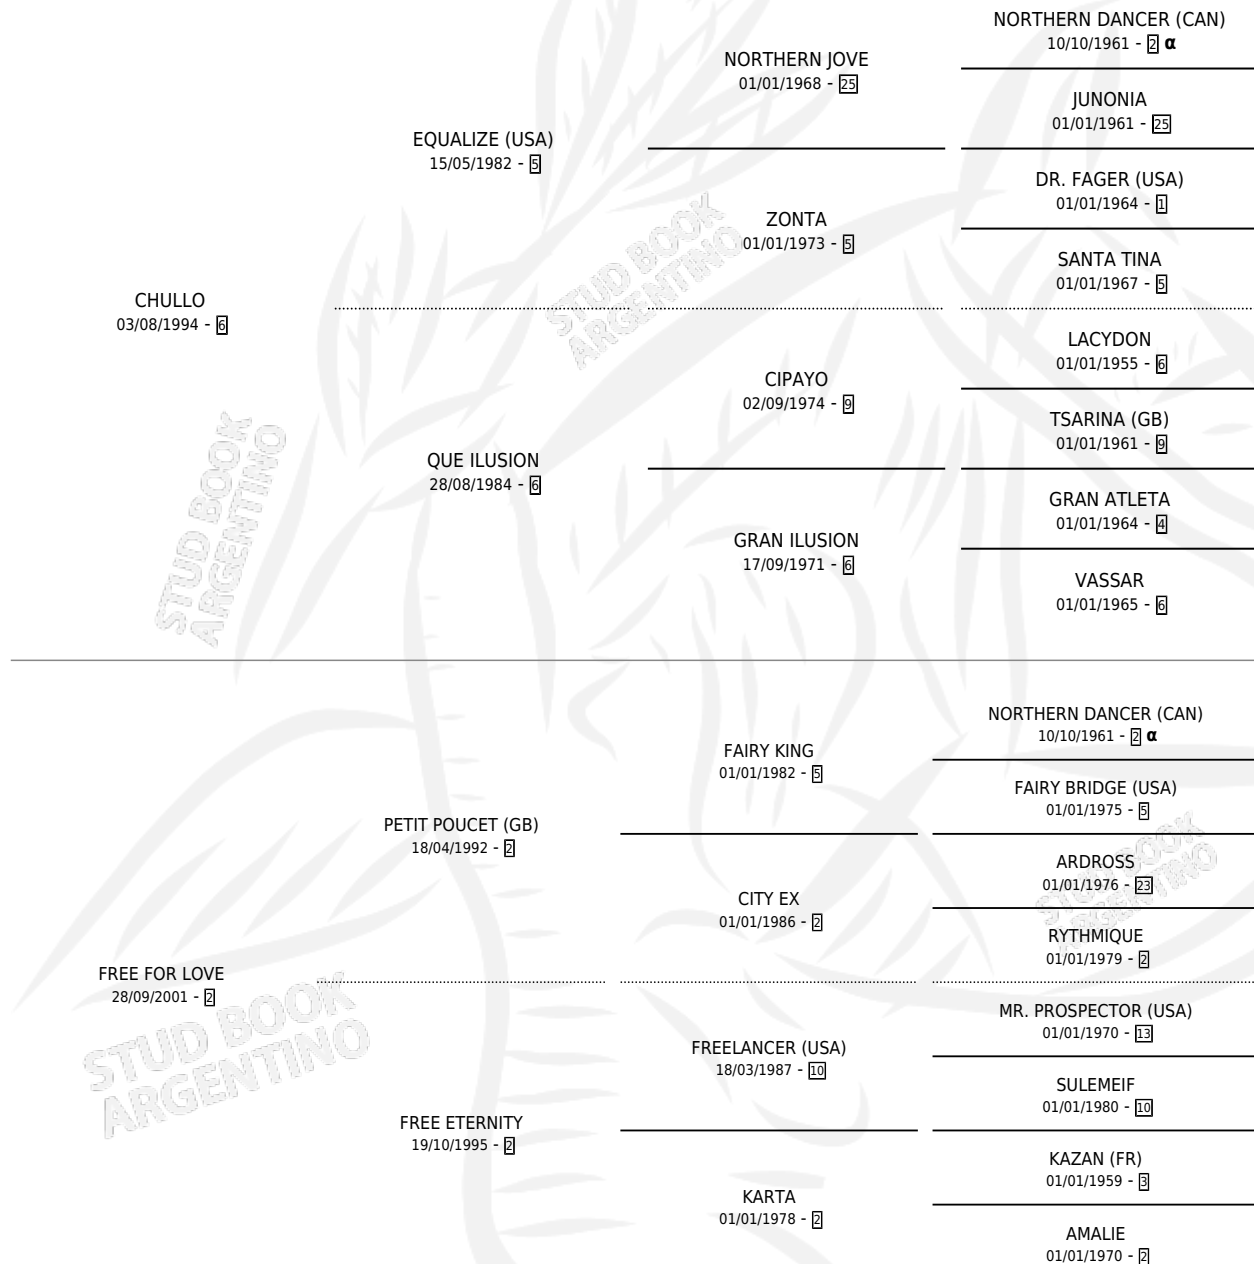 NORTHERN DANCER (CAN)
10/10/1961 - 2 α
NORTHERN JOVE
01/01/1968 - 25
JUNONIA
01/01/1961 - 25
EQUALIZE (USA)
15/05/1982 - 5
DR. FAGER (USA)
01/01/1964 - 1
ZONTA
01/01/1973 - 5
SANTA TINA
01/01/1967 - 5
CHULLO
03/08/1994 - 6
LACYDON
01/01/1955 - 6
CIPAYO
02/09/1974 - 9
TSARINA (GB)
01/01/1961 - 9
QUE ILUSION
28/08/1984 - 6
GRAN ATLETA
01/01/1964 - 4
GRAN ILUSION
17/09/1971 - 6
VASSAR
01/01/1965 - 6
STUD BOOK
ARGENTINO
STUD BOOK
ARGENTINO
NORTHERN DANCER (CAN)
10/10/1961 - 2 α
FAIRY KING
01/01/1982 - 5
FAIRY BRIDGE (USA)
01/01/1975 - 5
PETIT POUCET (GB)
18/04/1992 - 2
ARDROSS
01/01/1976 - 23
CITY EX
01/01/1986 - 2
RYTHMIQUE
01/01/1979 - 2
FREE FOR LOVE
28/09/2001 - 2
MR. PROSPECTOR (USA)
01/01/1970 - 13
FREELANCER (USA)
18/03/1987 - 10
SULEMEIF
01/01/1980 - 10
FREE ETERNITY
19/10/1995 - 2
KAZAN (FR)
01/01/1959 - 3
KARTA
01/01/1978 - 2
AMALIE
01/01/1970 - 2
STUD BOOK
ARGENTINO
STUD BOOK
ARGENTINO